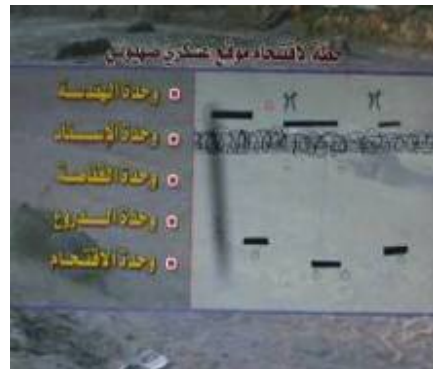 خطة لاقتحام موقع عسكري صهيوني
وحدة الهندسة
وحدة الإسناد
وحدة القناصة
وحدة الدروع
وحدة الاقتحام